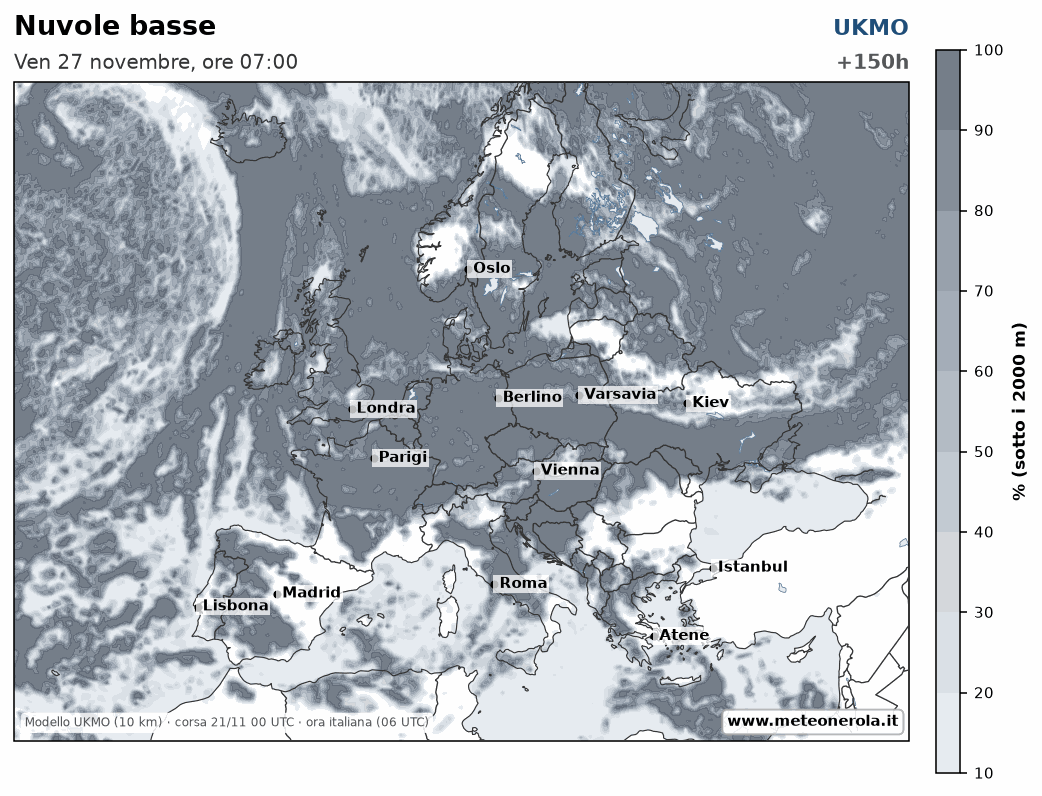 Nuvole basse
UKMO
Ven 27 novembre, ore 07:00
+150h
100
90
80
70
60
50
40
30
20
10
% (sotto i 2000 m)
Oslo
Londra
Berlino
Varsavia
Kiev
Parigi
Vienna
Istanbul
Roma
Madrid
Lisbona
Atene
Modello UKMO (10 km) · corsa 21/11 00 UTC · ora italiana (06 UTC)
www.meteonerola.it